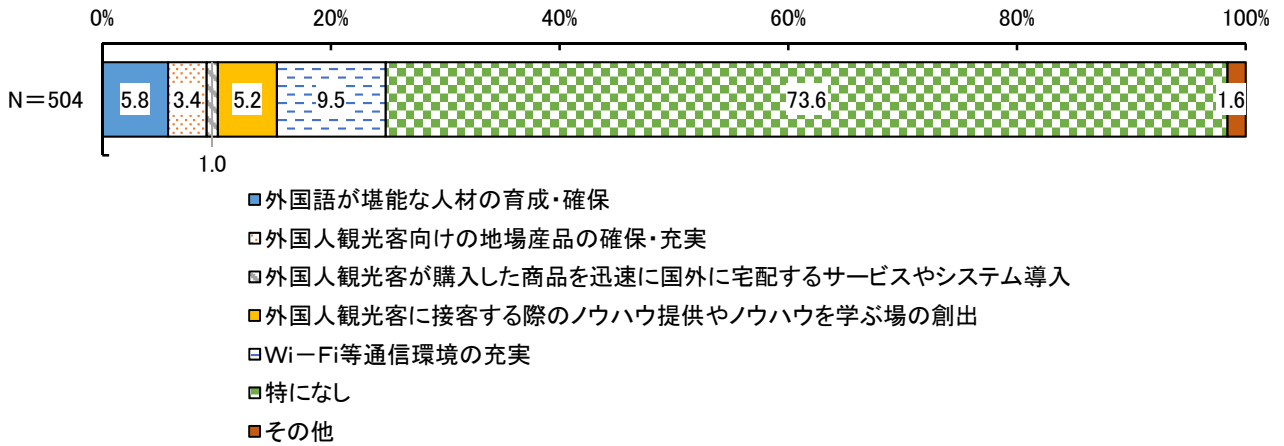 0% 20% 40% 60% 80% 100%
N＝504 5.8 3.4 5.2 9.5 73.6 1.6
1.0
外国語が堪能な人材の育成・確保
外国人観光客向けの地場産品の確保・充実
外国人観光客が購入した商品を迅速に国外に宅配するサービスやシステム導入
外国人観光客に接客する際のノウハウ提供やノウハウを学ぶ場の創出
Ｗｉ－Ｆｉ等通信環境の充実
特になし
その他